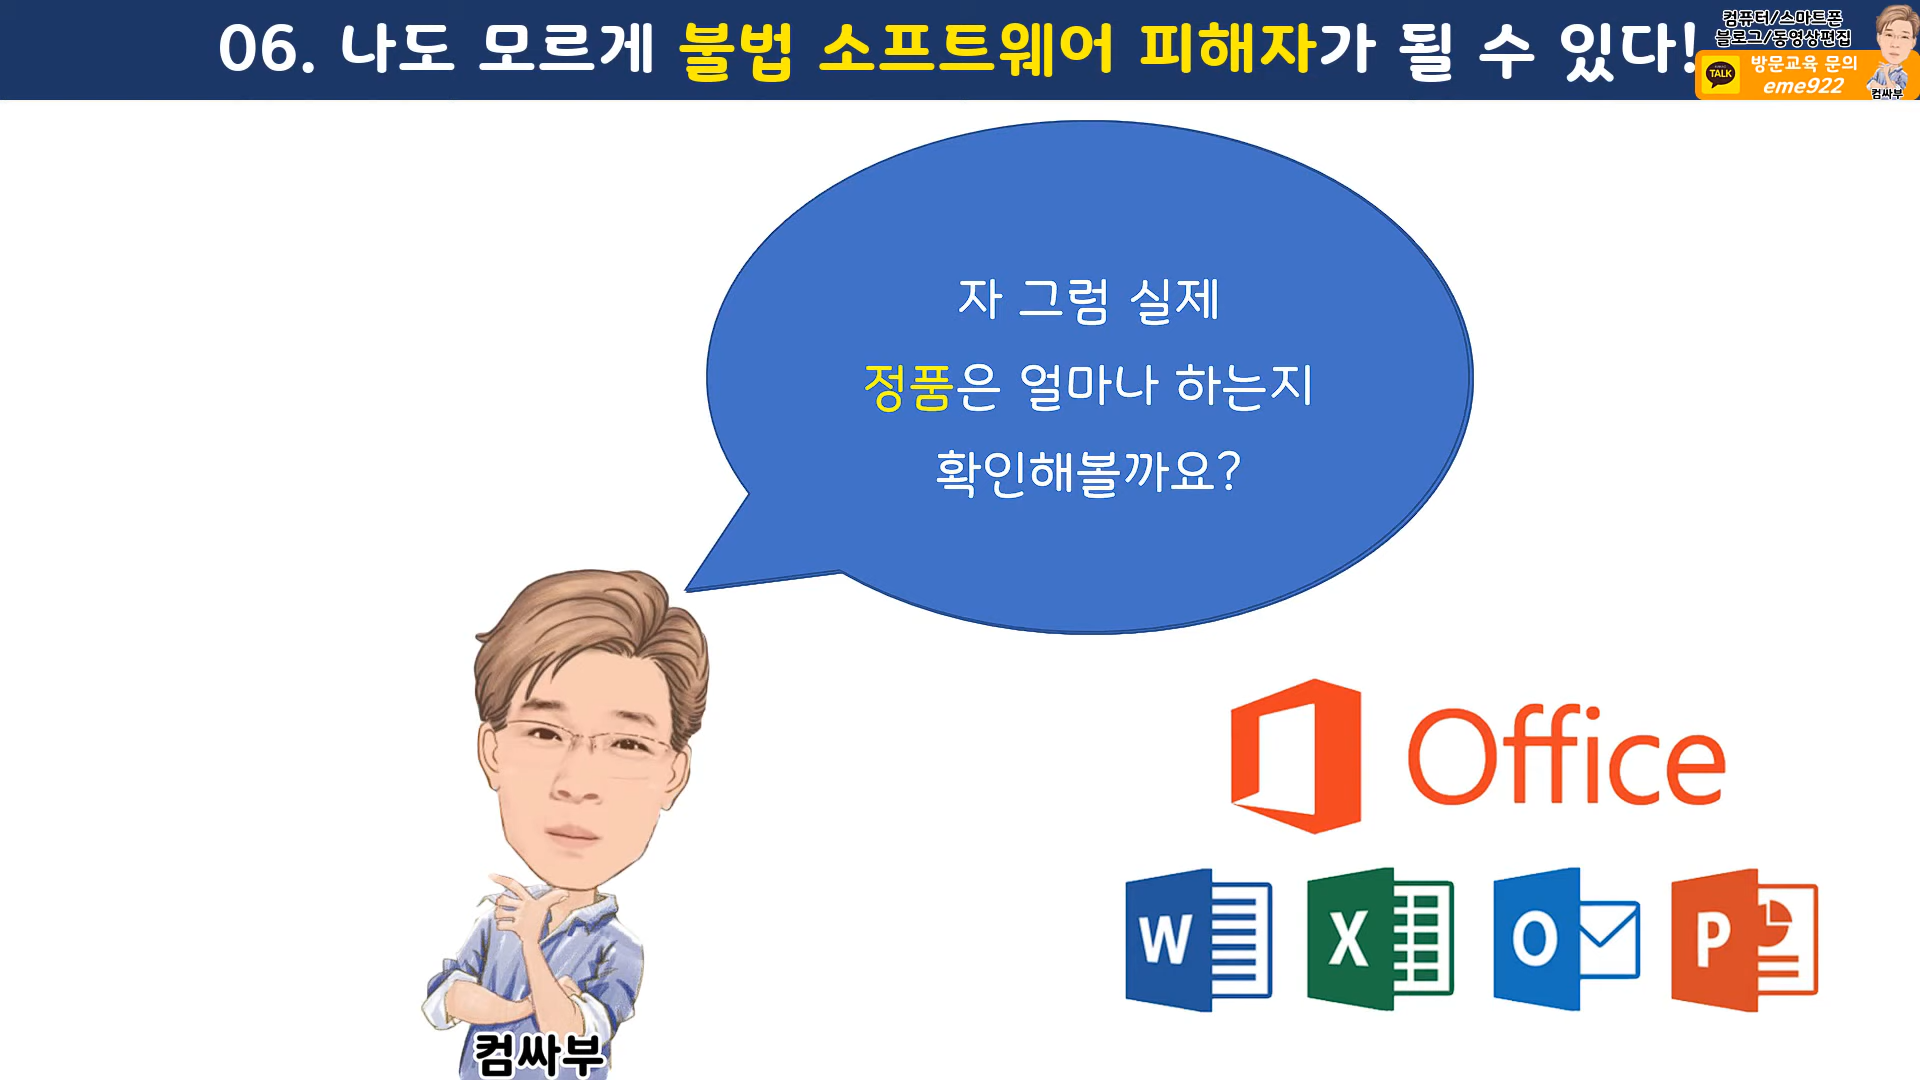 06. 나도 모르게 불법 소프트웨어 피해자가 될 수 있다!
컴퓨터/스마트폰
블로그/동영상편집
TALK
방문교육 문의
eme922
컴싸부
자 그럼 실제
정품은 얼마나 하는지
확인해볼까요?
Office
W
X
O
P
컴싸부